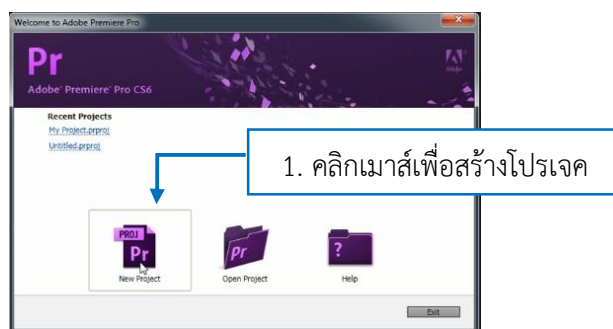 Welcome to Adobe Premiere Pro
Pr
Adobe® Premiere® Pro CS6
Adobe
Recent Projects
My Project.prproj
Untitled.prproj
1. คลิกเมาส์เพื่อสร้างโปรเจค
PROJ
Pr
New Project
Pr
Open Project
?
Help
Exit